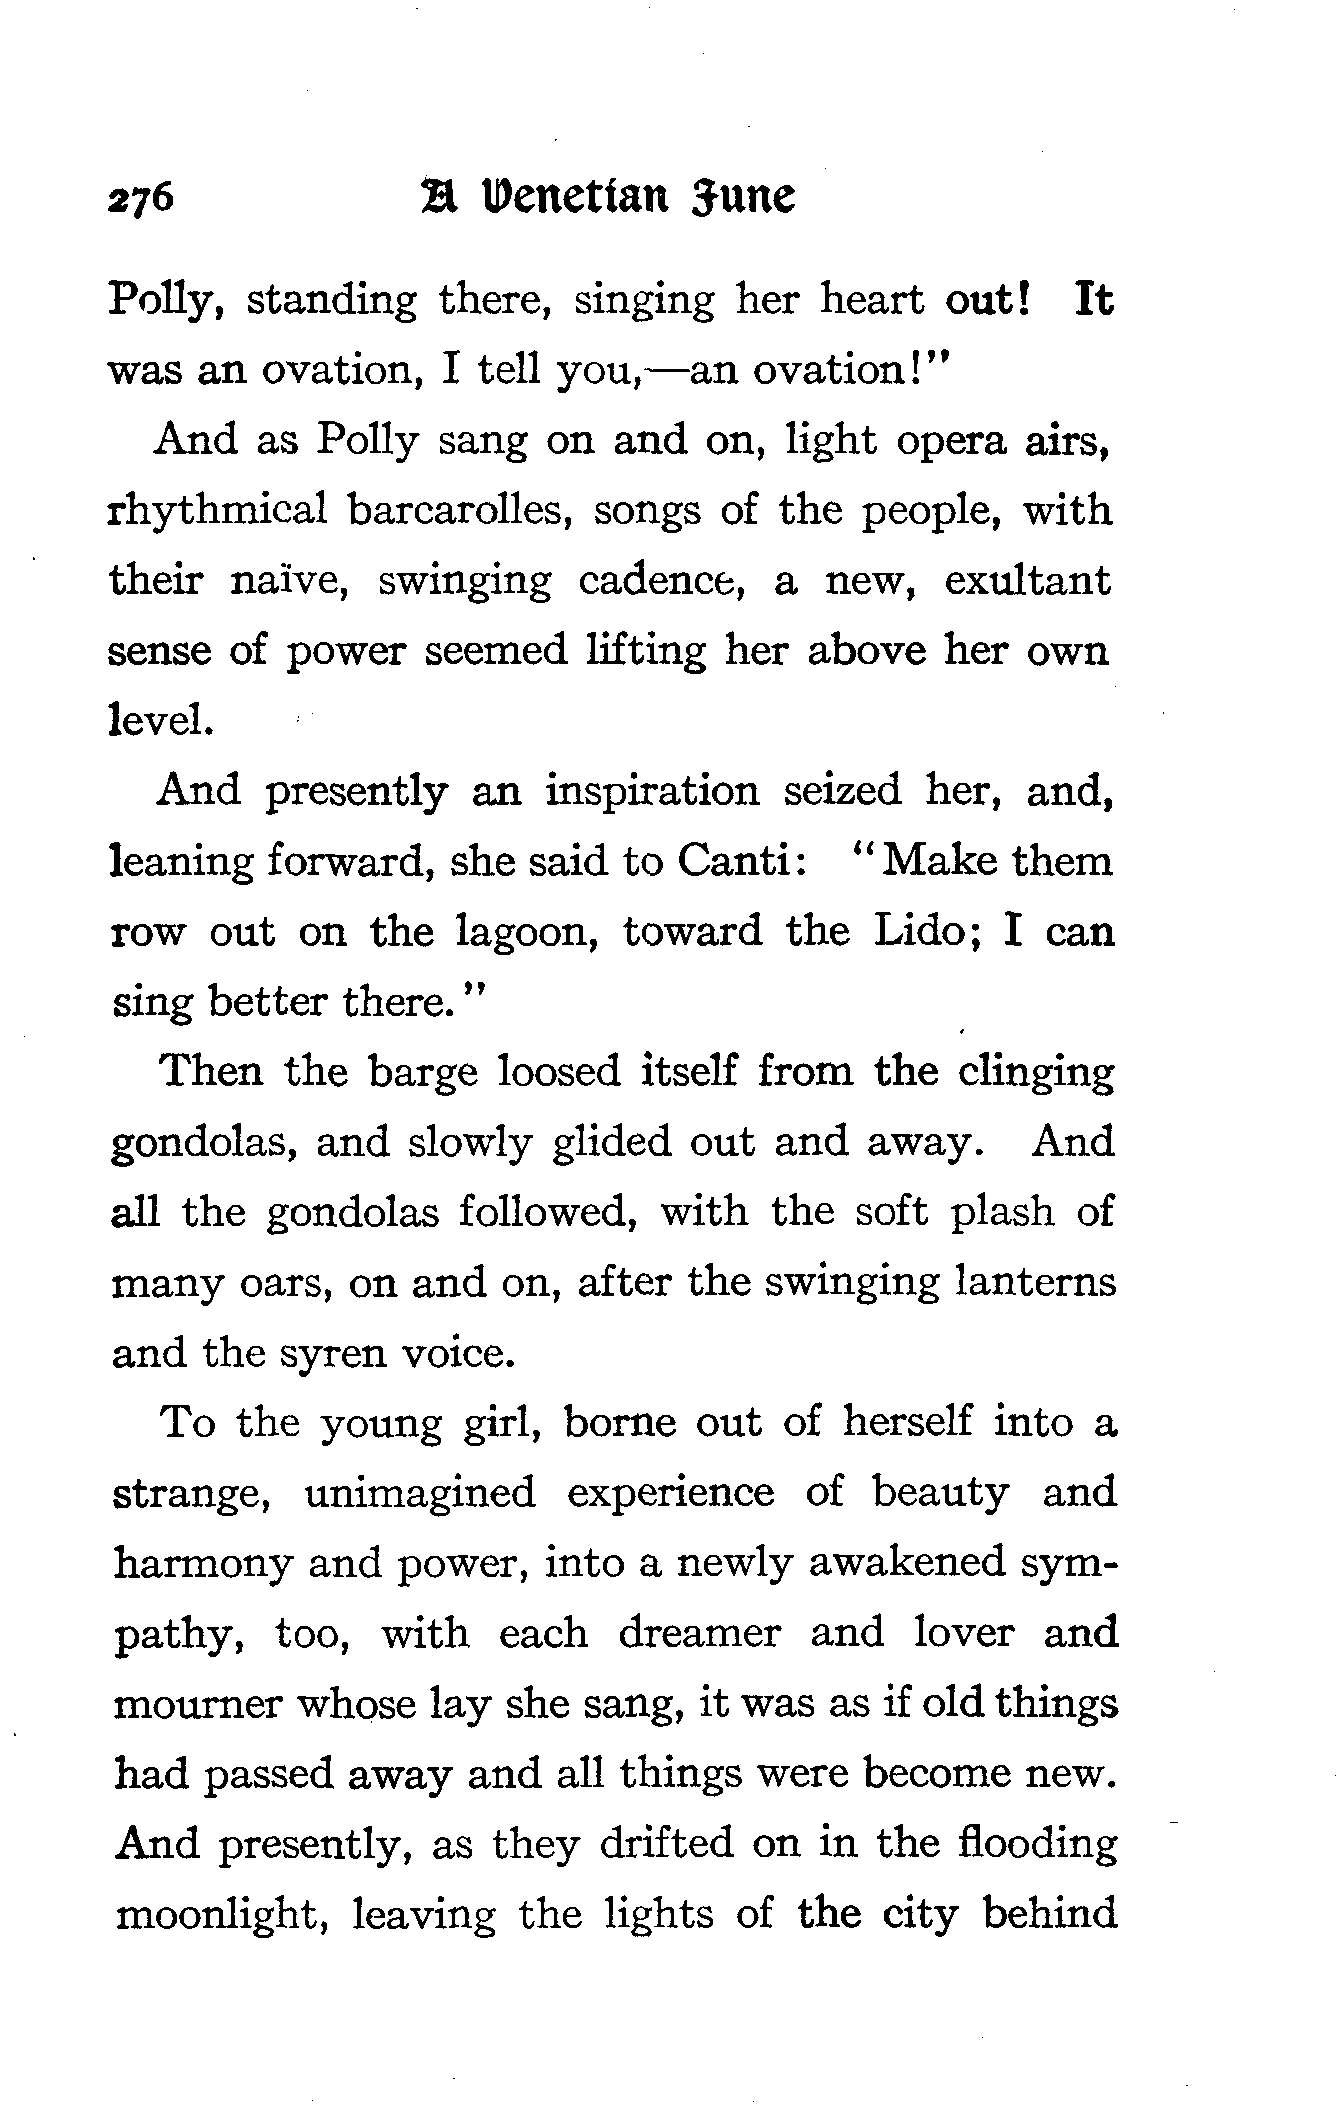 276 A Venetian June
Polly, standing there, singing her heart out! It
was an ovation, I tell you,—an ovation!"
And as Polly sang on and on, light opera airs,
rhythmical barcarolles, songs of the people, with
their naïve, swinging cadence, a new, exultant
sense of power seemed lifting her above her own
level.
And presently an inspiration seized her, and,
leaning forward, she said to Canti: "Make them
row out on the lagoon, toward the Lido; I can
sing better there."
Then the barge loosed itself from the clinging
gondolas, and slowly glided out and away. And
all the gondolas followed, with the soft plash of
many oars, on and on, after the swinging lanterns
and the syren voice.
To the young girl, borne out of herself into a
strange, unimagined experience of beauty and
harmony and power, into a newly awakened sym-
pathy, too, with each dreamer and lover and
mourner whose lay she sang, it was as if old things
had passed away and all things were become new.
And presently, as they drifted on in the flooding
moonlight, leaving the lights of the city behind